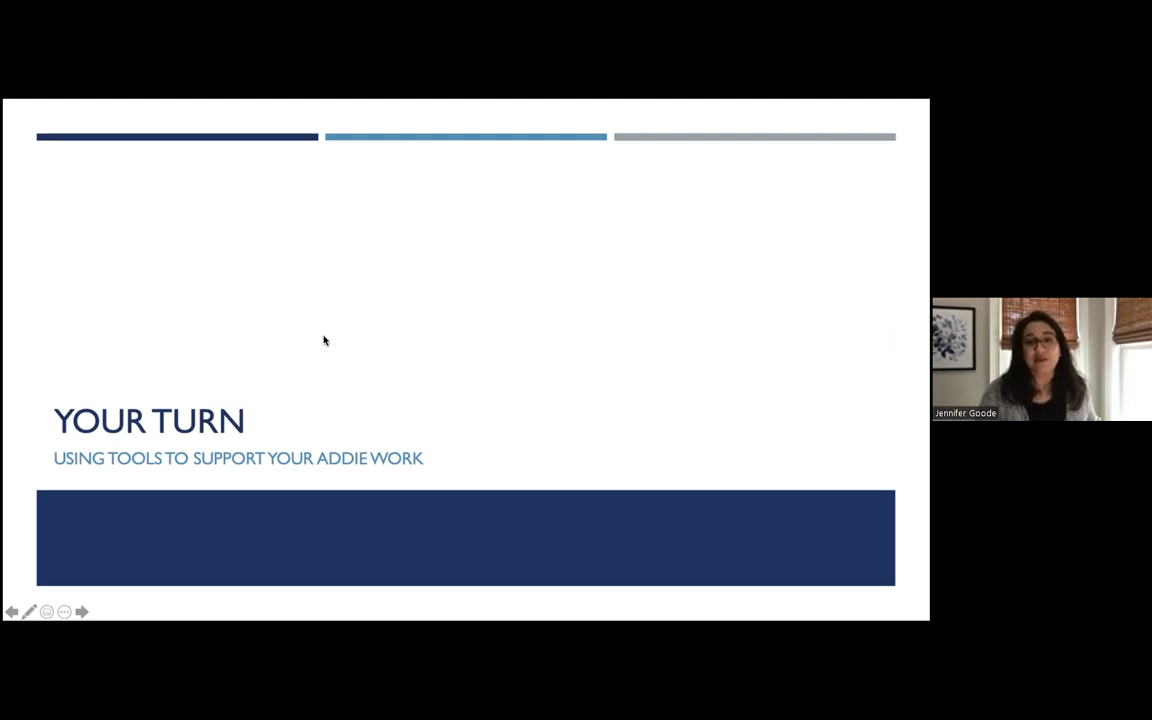 YOUR TURN
USING TOOLS TO SUPPORT YOUR ADDIE WORK
Jennifer Goode